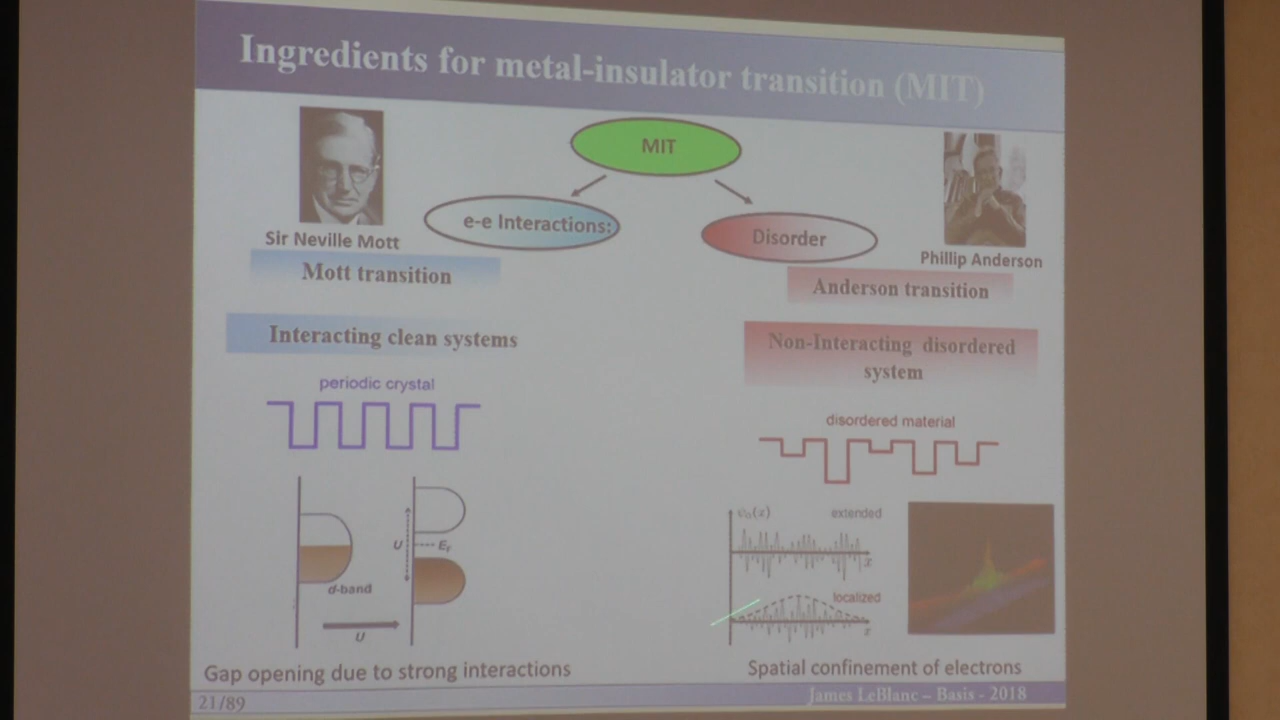 Ingredients for metal-insulator transition (MIT)
MIT
e-e Interactions:
Disorder
Sir Neville Mott
Phillip Anderson
Mott transition
Anderson transition
Interacting clean systems
Non-Interacting disordered
system
periodic crystal
disordered material
U
E_F
d-band
U
ψ₀(x)
extended
x
localized
x
Gap opening due to strong interactions
Spatial confinement of electrons
21/89
James LeBlanc – Basis - 2018